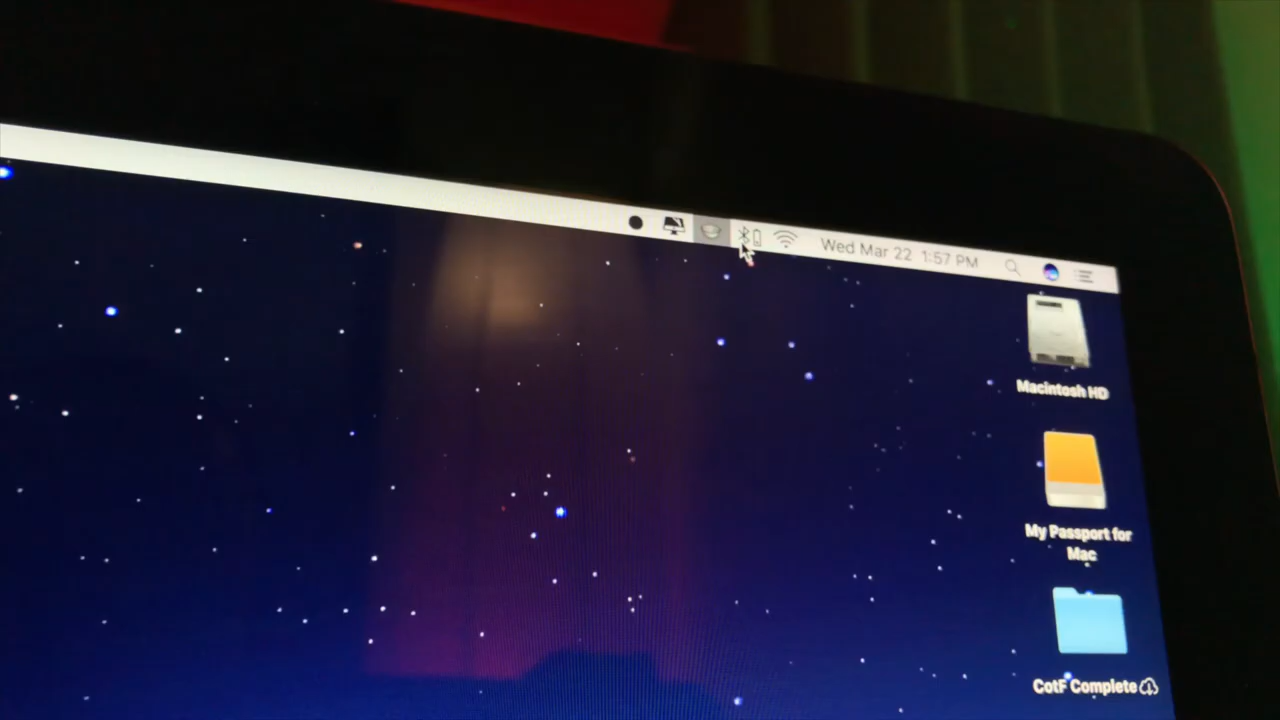 Wed Mar 22 1:57 PM
Macintosh HD
My Passport for
Mac
CotF Complete